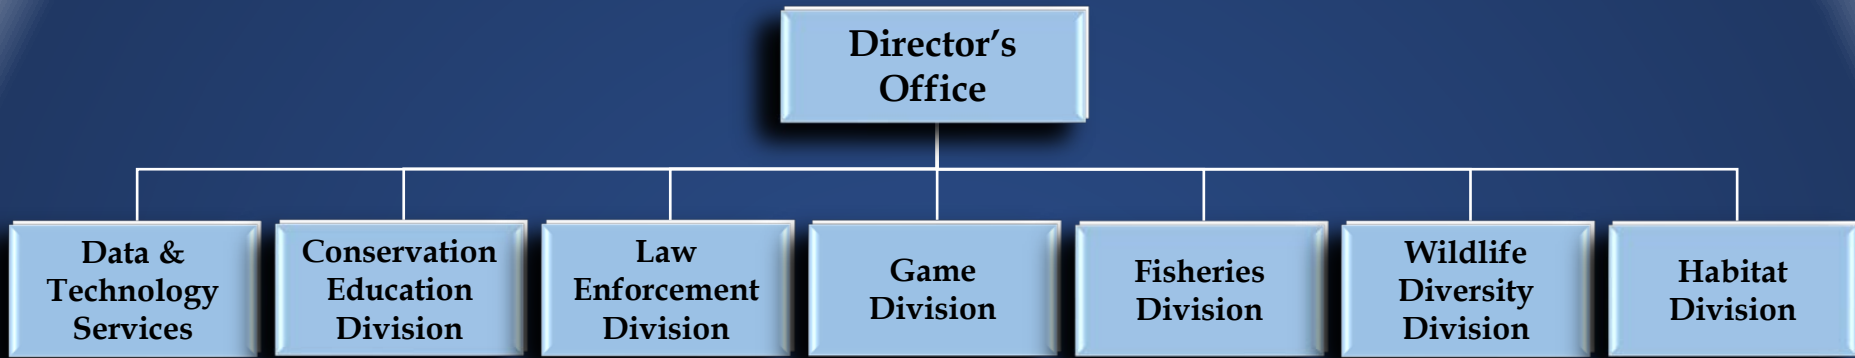 Director’s
Office
Data &
Technology
Services
Conservation
Education
Division
Law
Enforcement
Division
Game
Division
Fisheries
Division
Wildlife
Diversity
Division
Habitat
Division